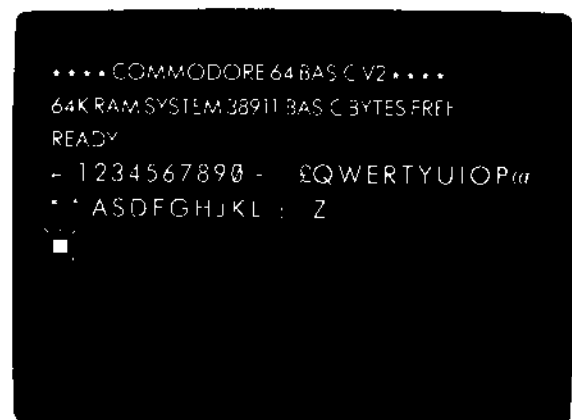 **** COMMODORE 64 BASIC V2 ****
64K RAM SYSTEM 38911 BASIC BYTES FREE
READY
← 1234567890 - £QWERTYUIOP@
* ↑ ASDFGHJKL : Z